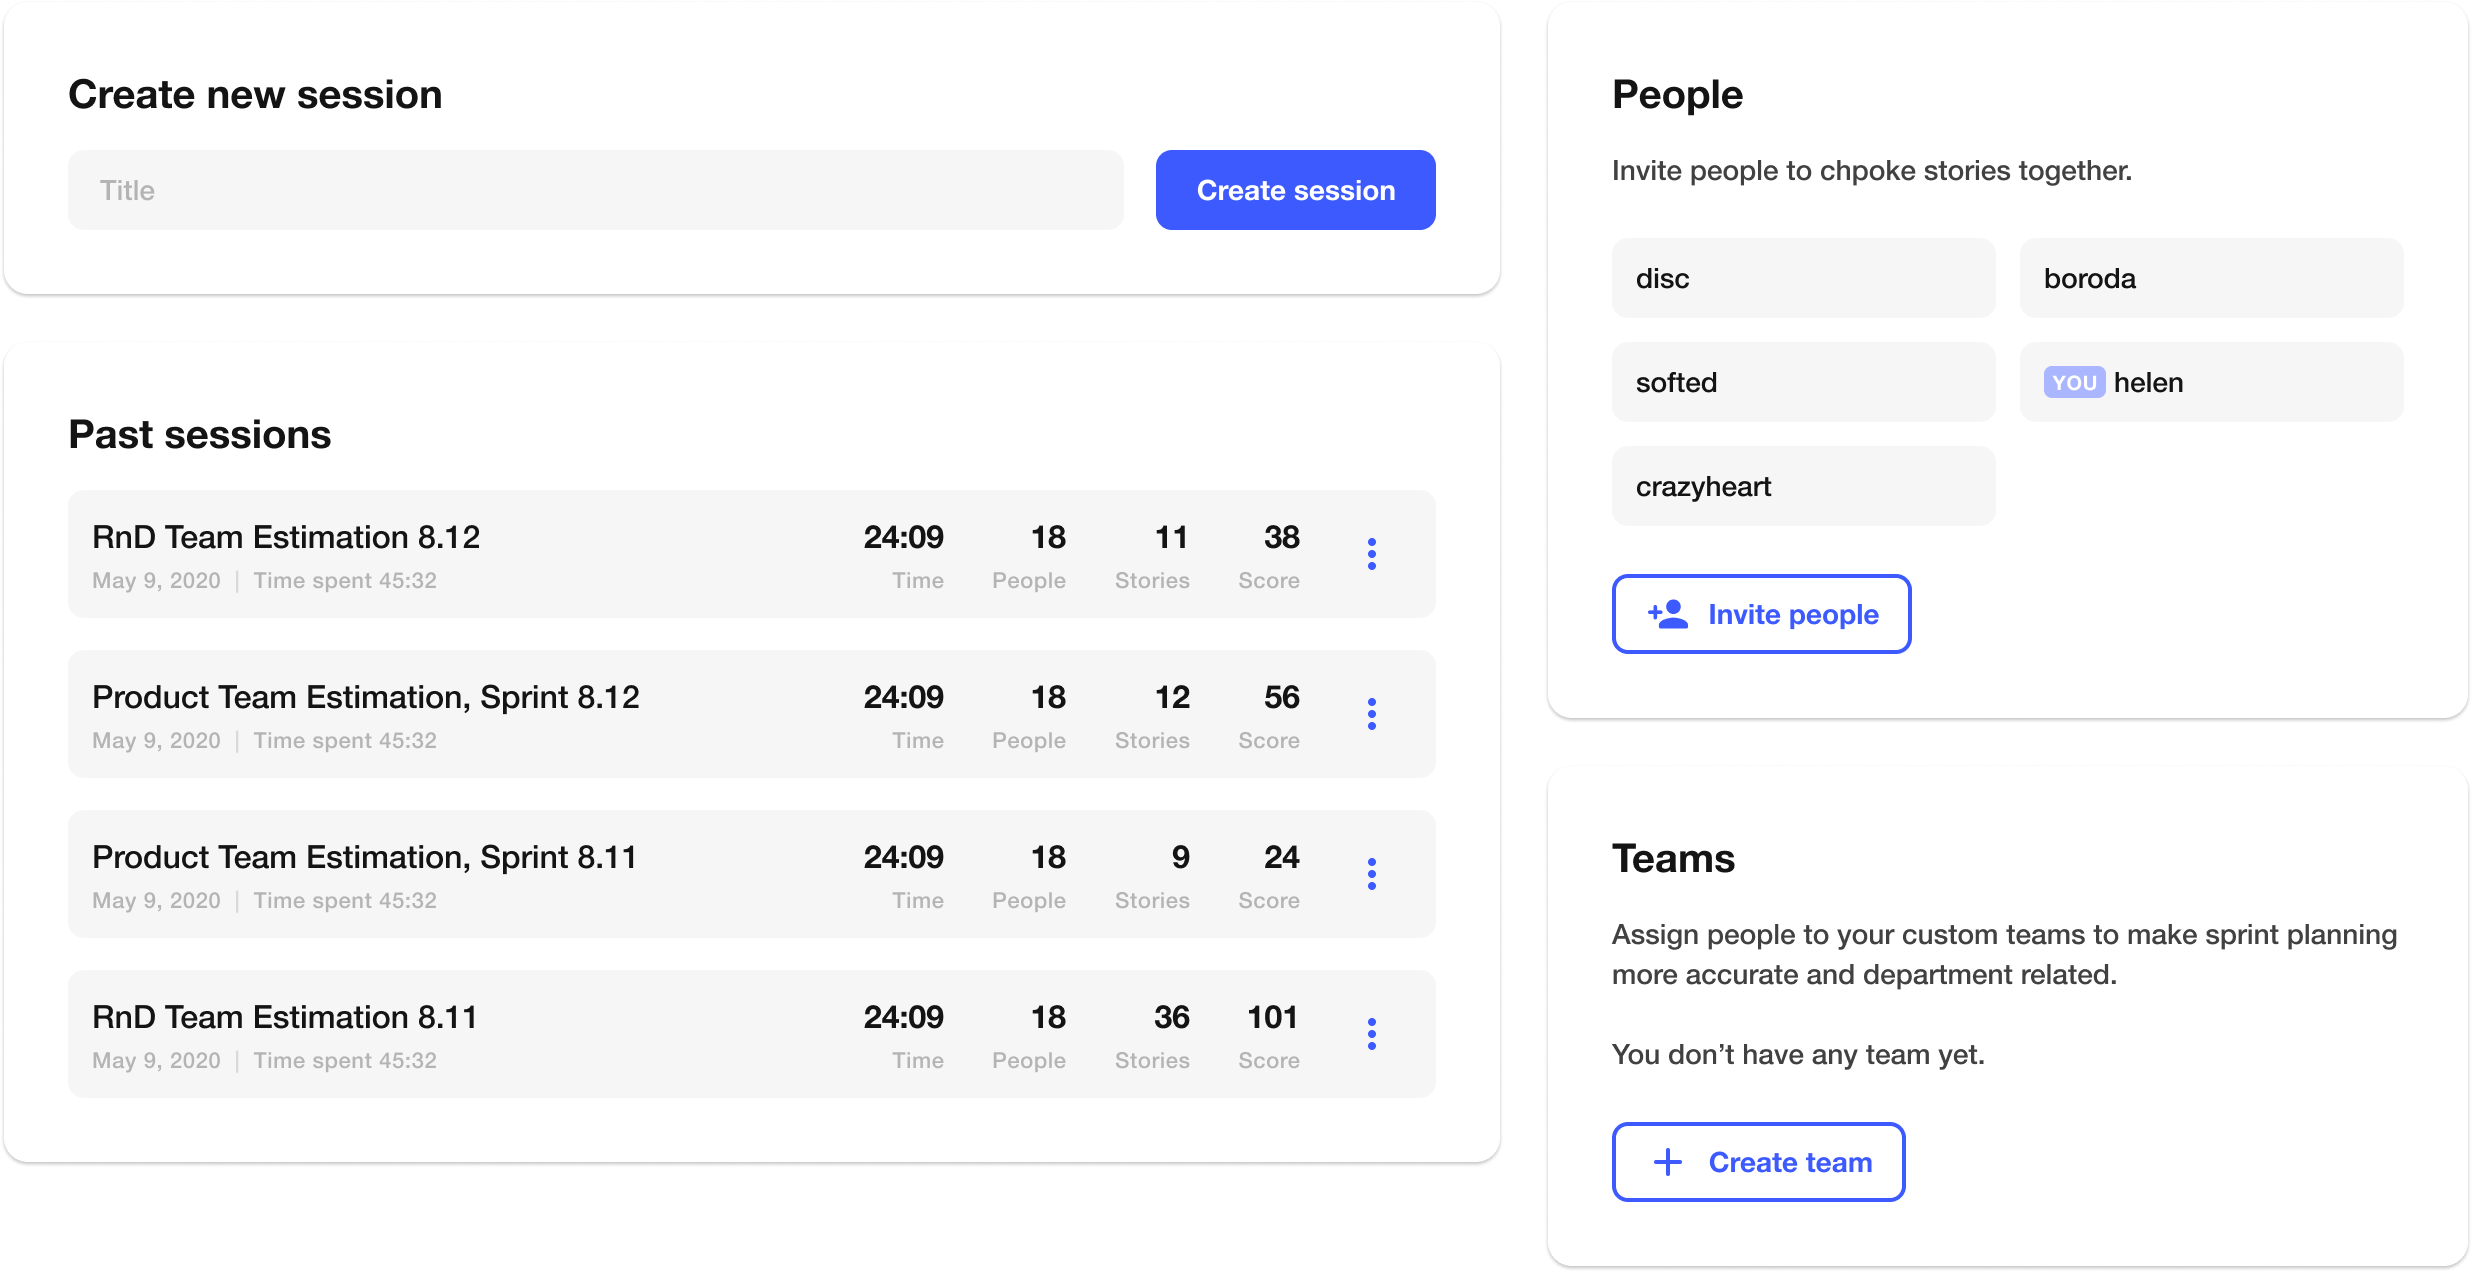 Create new session
Title
Create session
Past sessions
RnD Team Estimation 8.12
May 9, 2020 | Time spent 45:32
24:09 18 11 38
Time People Stories Score
Product Team Estimation, Sprint 8.12
May 9, 2020 | Time spent 45:32
24:09 18 12 56
Time People Stories Score
Product Team Estimation, Sprint 8.11
May 9, 2020 | Time spent 45:32
24:09 18 9 24
Time People Stories Score
RnD Team Estimation 8.11
May 9, 2020 | Time spent 45:32
24:09 18 36 101
Time People Stories Score
People
Invite people to chpoke stories together.
disc
boroda
softed
YOU helen
crazyheart
Invite people
Teams
Assign people to your custom teams to make sprint planning
more accurate and department related.
You don’t have any team yet.
Create team